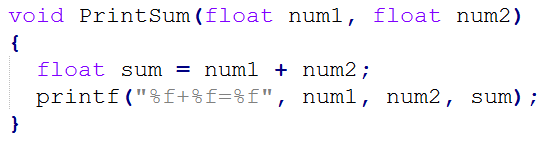 void PrintSum(float num1, float num2)
{
float sum = num1 + num2;
printf("%f+%f=%f", num1, num2, sum);
}